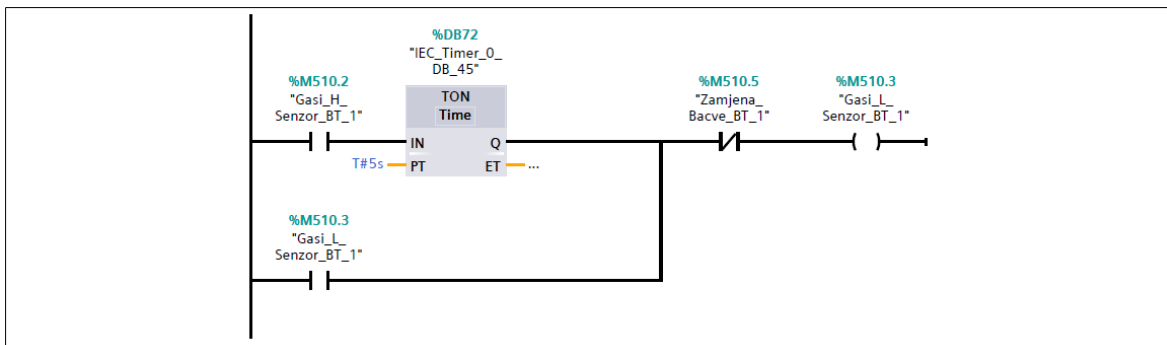 %DB72
"IEC_Timer_0_
DB_45"
%M510.2
"Gasi_H_
Senzor_BT_1"
TON
Time
IN
Q
T#5s
PT
ET
...
%M510.5
"Zamjena_
Bacve_BT_1"
%M510.3
"Gasi_L_
Senzor_BT_1"
%M510.3
"Gasi_L_
Senzor_BT_1"